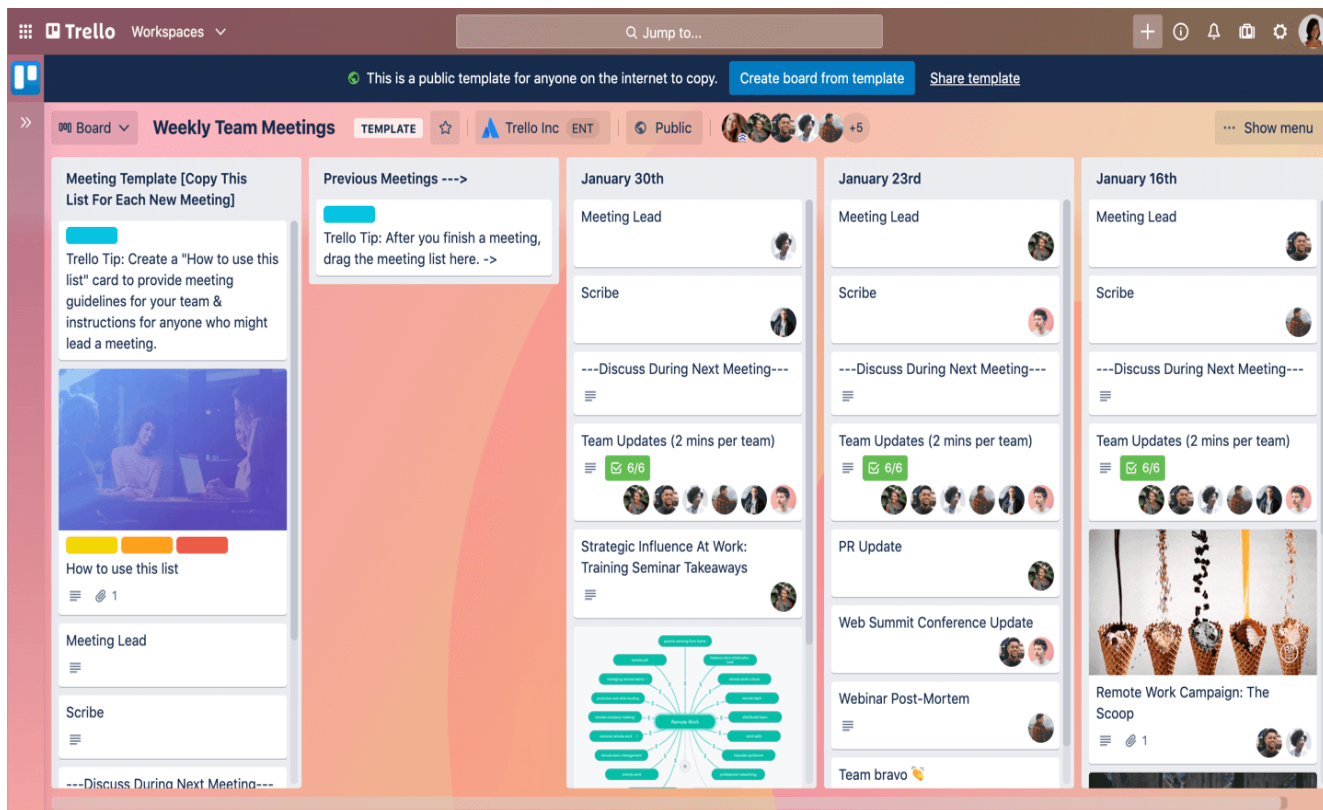 Trello
Workspaces
Jump to...
This is a public template for anyone on the internet to copy.
Create board from template
Share template
Board
Weekly Team Meetings
TEMPLATE
Trello Inc ENT
Public
+5
... Show menu
Meeting Template [Copy This
List For Each New Meeting]
Trello Tip: Create a "How to use this
list" card to provide meeting
guidelines for your team &
instructions for anyone who might
lead a meeting.
How to use this list
1
Meeting Lead
Scribe
---Discuss During Next Meeting---
Previous Meetings --->
Trello Tip: After you finish a meeting,
drag the meeting list here. ->
January 30th
Meeting Lead
Scribe
---Discuss During Next Meeting---
Team Updates (2 mins per team)
6/6
Strategic Influence At Work:
Training Seminar Takeaways
Remote Work
January 23rd
Meeting Lead
Scribe
---Discuss During Next Meeting---
Team Updates (2 mins per team)
6/6
PR Update
Web Summit Conference Update
Webinar Post-Mortem
Team bravo 👏
January 16th
Meeting Lead
Scribe
---Discuss During Next Meeting---
Team Updates (2 mins per team)
6/6
Remote Work Campaign: The
Scoop
1